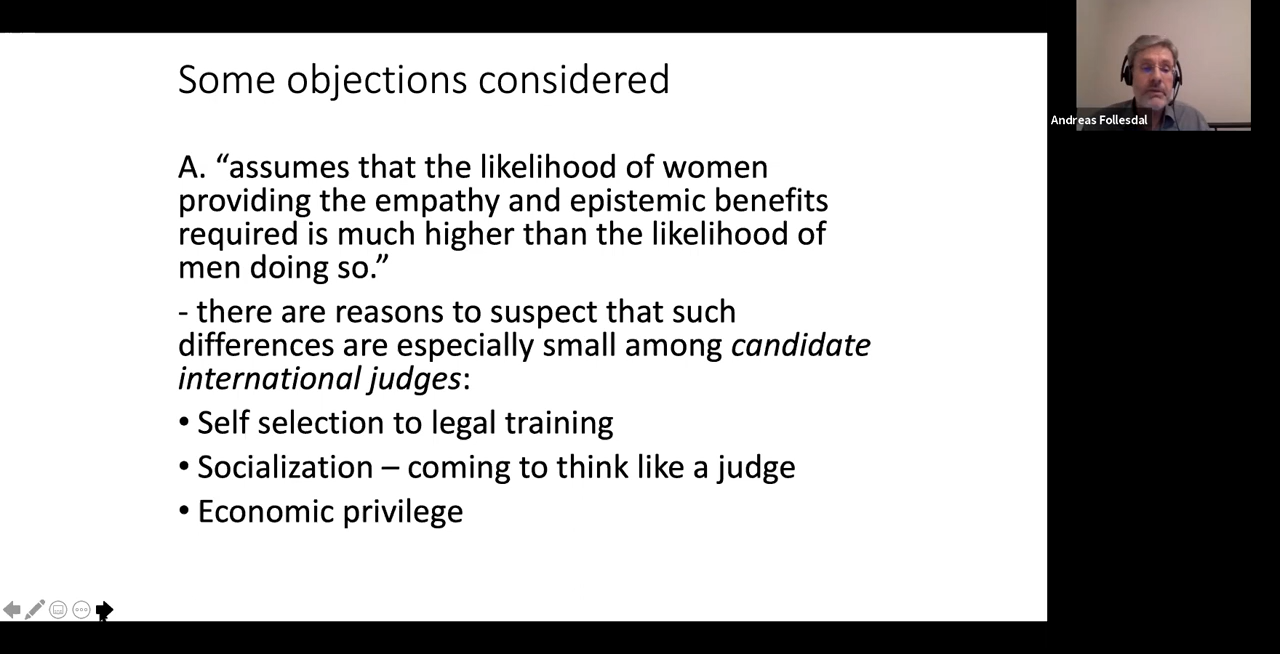 Some objections considered
A. “assumes that the likelihood of women
providing the empathy and epistemic benefits
required is much higher than the likelihood of
men doing so.”
- there are reasons to suspect that such
differences are especially small among candidate
international judges:
• Self selection to legal training
• Socialization – coming to think like a judge
• Economic privilege
Andreas Follesdal